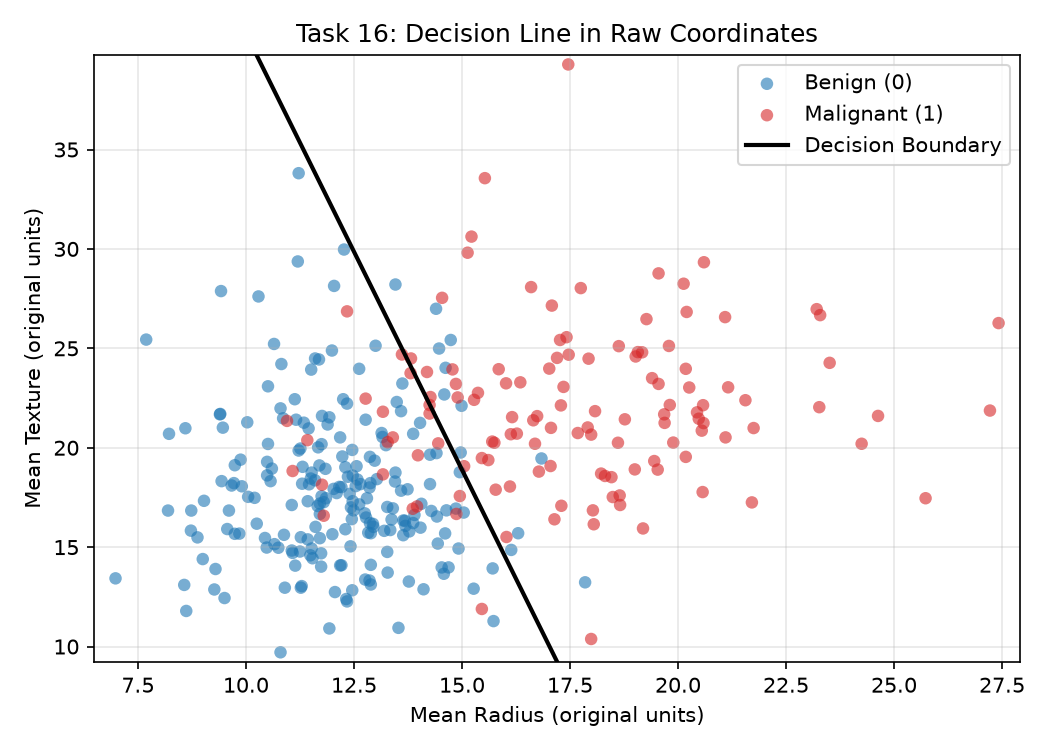 Task 16: Decision Line in Raw Coordinates
Benign (0)
Malignant (1)
Decision Boundary
Mean Texture (original units)
35
30
25
20
15
10
7.5 10.0 12.5 15.0 17.5 20.0 22.5 25.0 27.5
Mean Radius (original units)